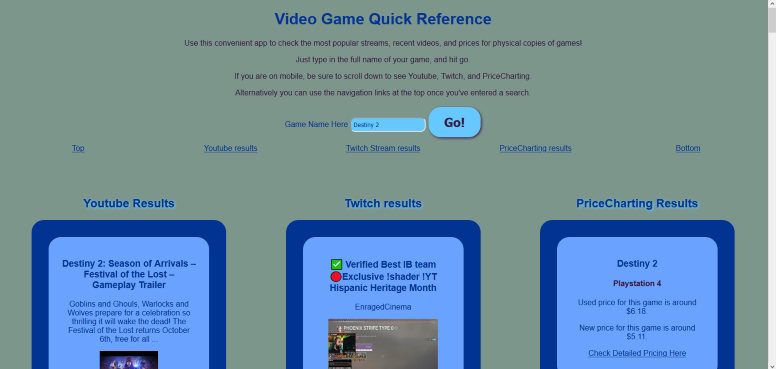 Video Game Quick Reference
Use this convenient app to check the most popular streams, recent videos, and prices for physical copies of games!
Just type in the full name of your game, and hit go.
If you are on mobile, be sure to scroll down to see Youtube, Twitch, and PriceCharting.
Alternatively you can use the navigation links at the top once you've entered a search.
Game Name Here Destiny 2 Go!
Top Youtube results Twitch Stream results PriceCharting results Bottom
Youtube Results
Destiny 2: Season of Arrivals –
Festival of the Lost –
Gameplay Trailer
Goblins and Ghouls, Warlocks and
Wolves prepare for a celebration so
thrilling it will wake the dead! The
Festival of the Lost returns October
6th, free for all ...
Twitch results
✅ Verified Best IB team
🔴Exclusive !shader !YT
Hispanic Heritage Month
EnragedCinema
PHOENIX STRIFE TYPE 0
PriceCharting Results
Destiny 2
Playstation 4
Used price for this game is around
$6.18.
New price for this game is around
$5.11.
Check Detailed Pricing Here